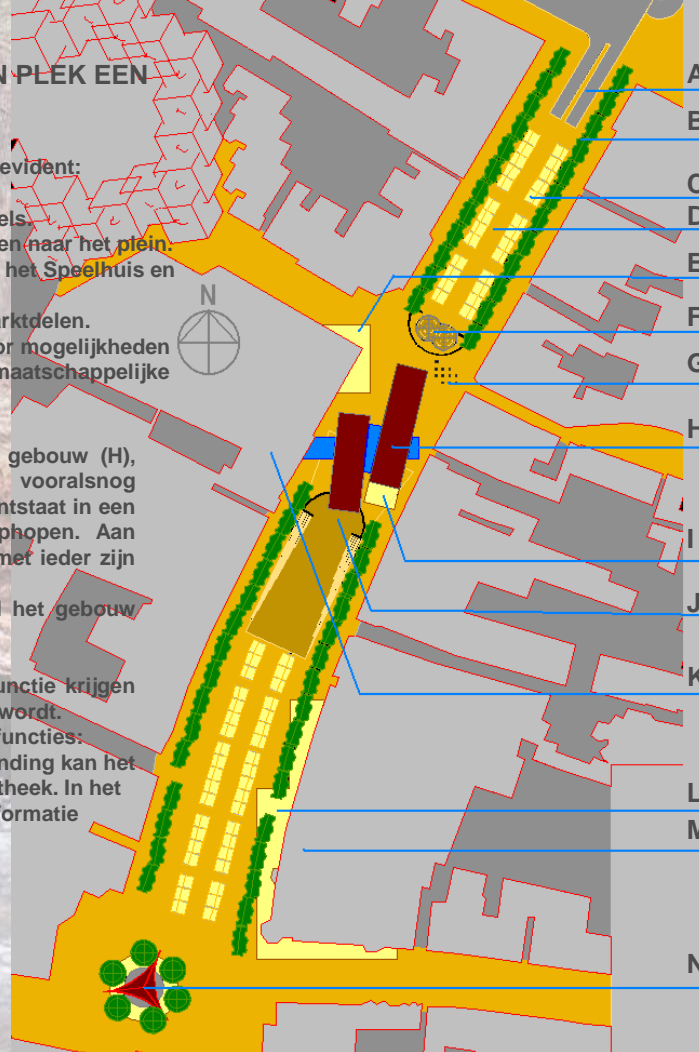 N PLEK EEN
evident:
els.
en naar het plein.
het Speelhuis en
rktdelen.
or mogelijkheden
maatschappelijke
gebouw (H),
vooralsnog
ntstaat in een
phopen. Aan
met ieder zijn
het gebouw
unctie krijgen
wordt.
functies:
nding kan het
theek. In het
formatie
N
A
B
C
D
E
F
G
H
I
J
K
L
M
N